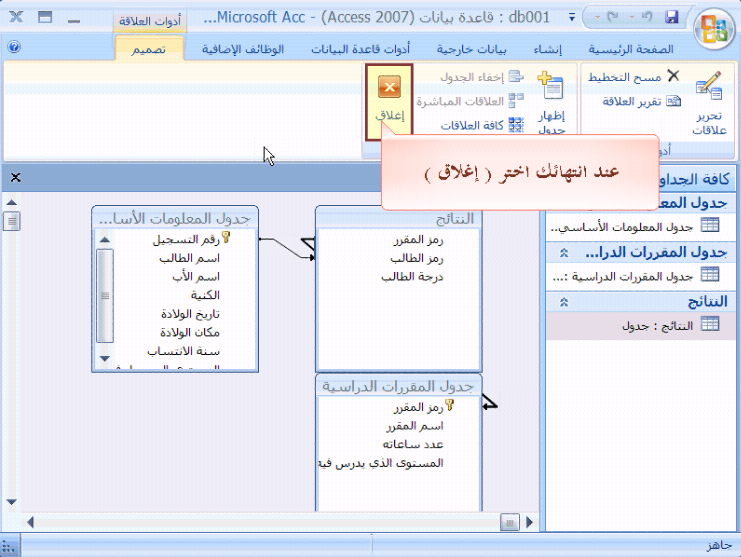 أدوات العلاقة
db001 : قاعدة بيانات (Access 2007) - Microsoft Acc...
الصفحة الرئيسية
إنشاء
بيانات خارجية
أدوات قاعدة البيانات
الوظائف الإضافية
تصميم
تحرير
علاقات
مسح التخطيط
تقرير العلاقة
إظهار
جدول
إخفاء الجدول
العلاقات المباشرة
كافة العلاقات
إغلاق
عند انتهائك اختر ( إغلاق )
كافة الجداو
جدول المعلو
جدول المعلومات الأساسي...
جدول المقررات الدرا...
جدول المقررات الدراسية :...
النتائج
النتائج : جدول
النتائج
رمز المقرر
رمز الطالب
درجة الطالب
جدول المعلومات الأسا...
رقم التسجيل
اسم الطالب
اسم الأب
الكنية
تاريخ الولادة
مكان الولادة
سنة الانتساب
جدول المقررات الدراسية
رمز المقرر
اسم المقرر
عدد ساعاته
المستوى الذي يدرس فيه
جاهز